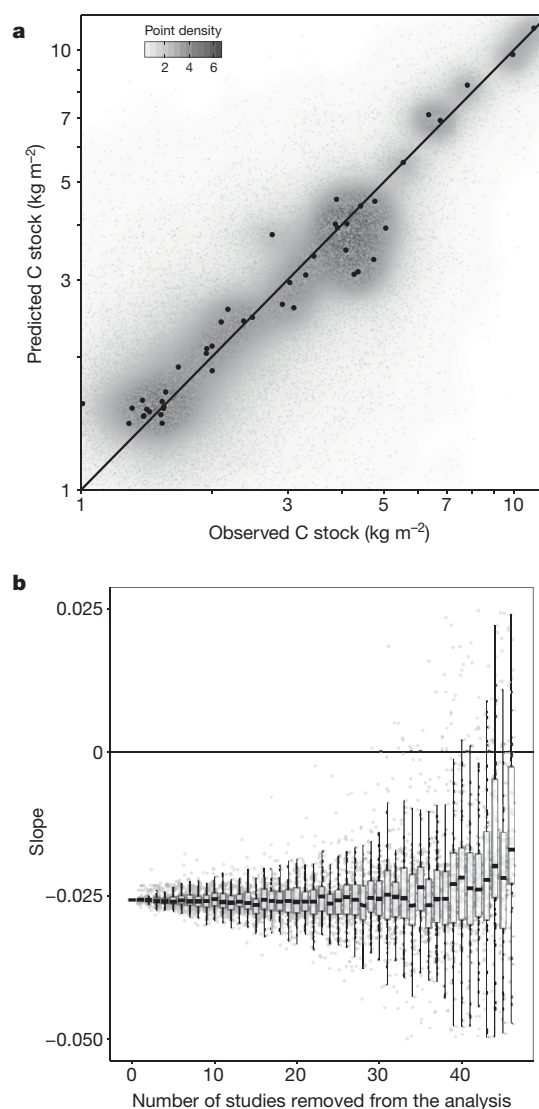 a
Point density
2 4 6
10
7
5
3
1
Predicted C stock (kg m⁻²)
1 3 5 7 10
Observed C stock (kg m⁻²)
b
0.025
0
−0.025
−0.050
Slope
0 10 20 30 40
Number of studies removed from the analysis